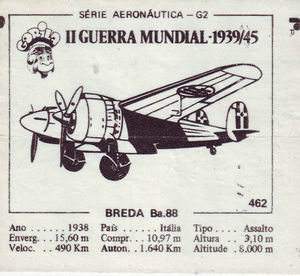 SÉRIE AERONÁUTICA - G2
II GUERRA MUNDIAL-1939/45
462
BREDA Ba.88
Ano ...... 1938 País ..... Itália Tipo .... Assalto
Enverg... 15,60 m Compr... 10,97 m Altura .. 3,10 m
Veloc. .. 490 Km Auton.. 1.640 Km Altitude . 8.000 m